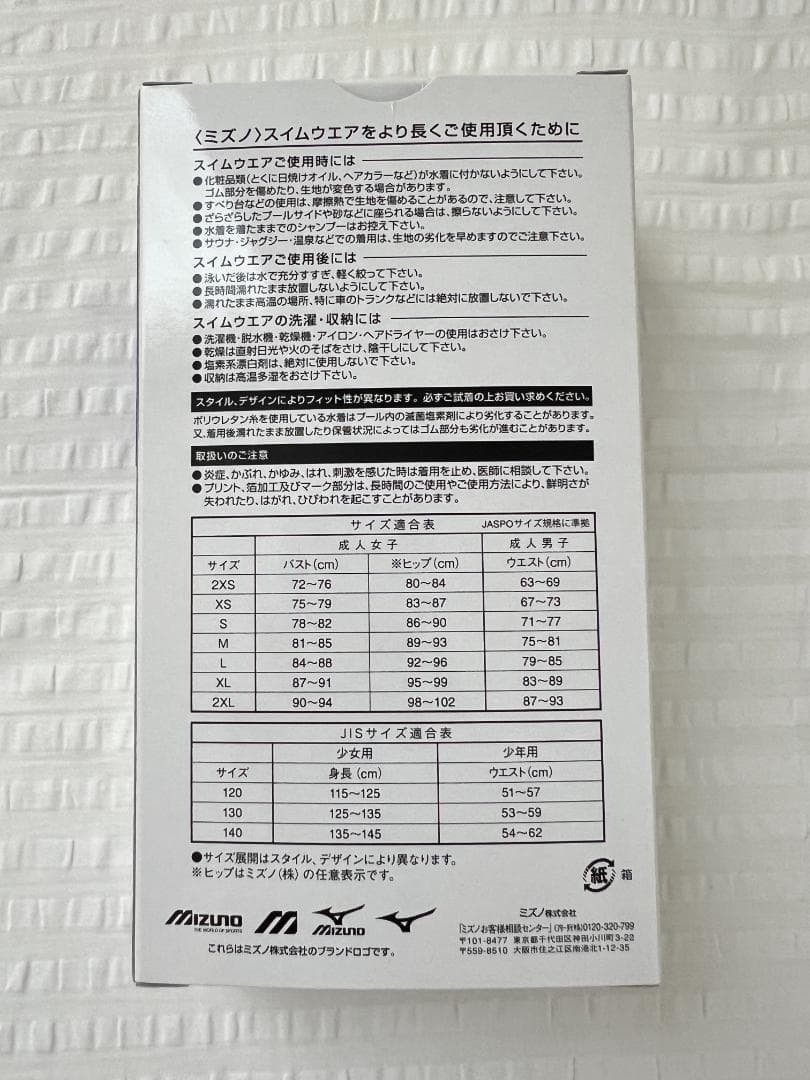 〈ミズノ〉スイムウエアをより長くご使用頂くために
スイムウエアご使用時には
●化粧品類(とくに日焼けオイル、ヘアカラーなど)が水着に付かないようにして下さい。
ゴム部分を傷めたり、生地が変色する場合があります。
●すべり台などの使用は、摩擦熱で生地を傷めることがあるので、注意して下さい。
●ざらざらしたプールサイドや砂などに座られる場合は、擦らないようにして下さい。
●水着を着たままでのシャンプーはお控え下さい。
●サウナ・ジャグジー・温泉などでの着用は、生地の劣化を早めますのでご注意下さい。
スイムウエアご使用後には
●泳いだ後は水で充分すすぎ、軽く絞って下さい。
●長時間濡れたまま放置しないようにして下さい。
●濡れたまま高温の場所、特に車のトランクなどには絶対に放置しないで下さい。
スイムウエアの洗濯・収納には
●洗濯機・脱水機・乾燥機・アイロン・ヘアドライヤーの使用はおさけ下さい。
●乾燥は直射日光や火のそばをさけ、陰干しにして下さい。
●塩素系漂白剤は、絶対に使用しないで下さい。
●収納は高温多湿をおさけ下さい。
スタイル、デザインによりフィット性が異なります。必ずご試着の上お買い求めください。
ポリウレタン糸を使用している水着はプール内の滅菌塩素剤により劣化することがあります。
又、着用後濡れたまま放置したり保管状況によってはゴム部分も劣化が進むことがあります。
取扱いのご注意
●炎症、かぶれ、かゆみ、はれ、刺激を感じた時は着用を止め、医師に相談して下さい。
●プリント、箔加工及びマーク部分は、長時間のご使用やご使用方法により、鮮明さが
失われたり、はがれ、ひびわれを起こすことがあります。
サイズ適合表 JASPOサイズ規格に準拠
成人女子 成人男子
サイズ バスト(cm) ※ヒップ(cm) ウエスト(cm)
2XS 72〜76 80〜84 63〜69
XS 75〜79 83〜87 67〜73
S 78〜82 86〜90 71〜77
M 81〜85 89〜93 75〜81
L 84〜88 92〜96 79〜85
XL 87〜91 95〜99 83〜89
2XL 90〜94 98〜102 87〜93
JISサイズ適合表
少女用 少年用
サイズ 身長(cm) ウエスト(cm)
120 115〜125 51〜57
130 125〜135 53〜59
140 135〜145 54〜62
●サイズ展開はスタイル、デザインにより異なります。
※ヒップはミズノ(株)の任意表示です。
紙 箱
MIZUNO MIZUNO
THE WORLD OF SPORTS
これらはミズノ株式会社のブランドロゴです。
ミズノ株式会社
「ミズノお客様相談センター」(フリーダイヤル)0120-320-799
〒101-8477 東京都千代田区神田小川町3-22
〒559-8510 大阪市住之江区南港北1-12-35